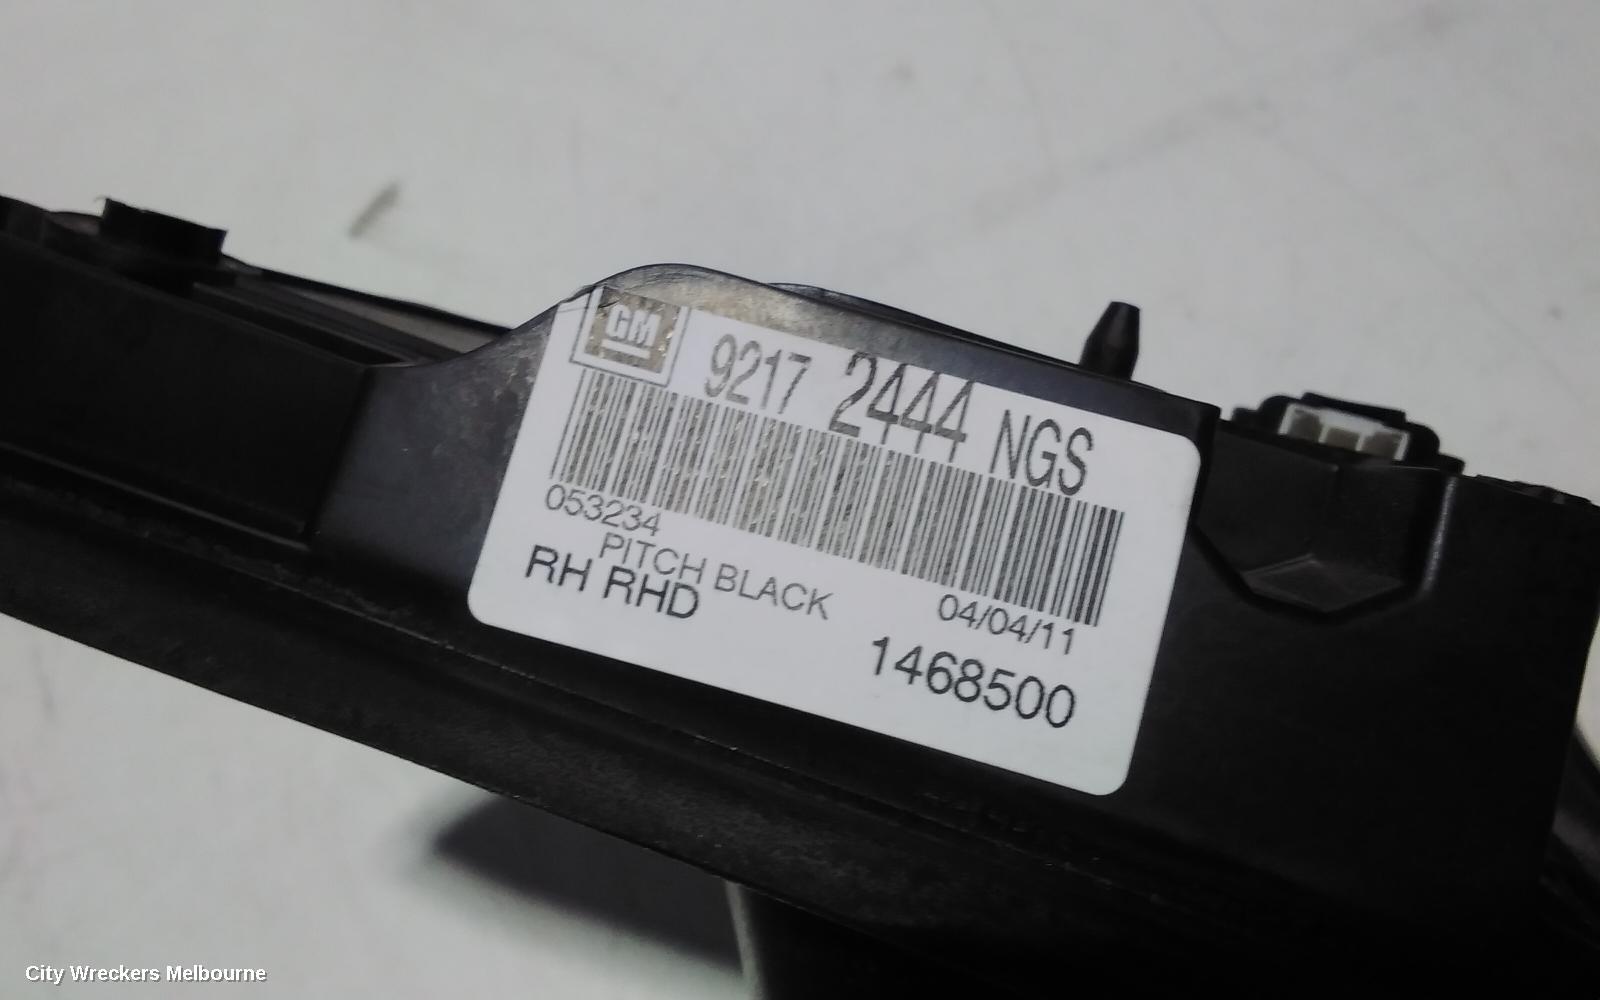 GM
9217 2444 NGS
053234
PITCH BLACK
04/04/11
RH RHD
1468500
City Wreckers Melbourne